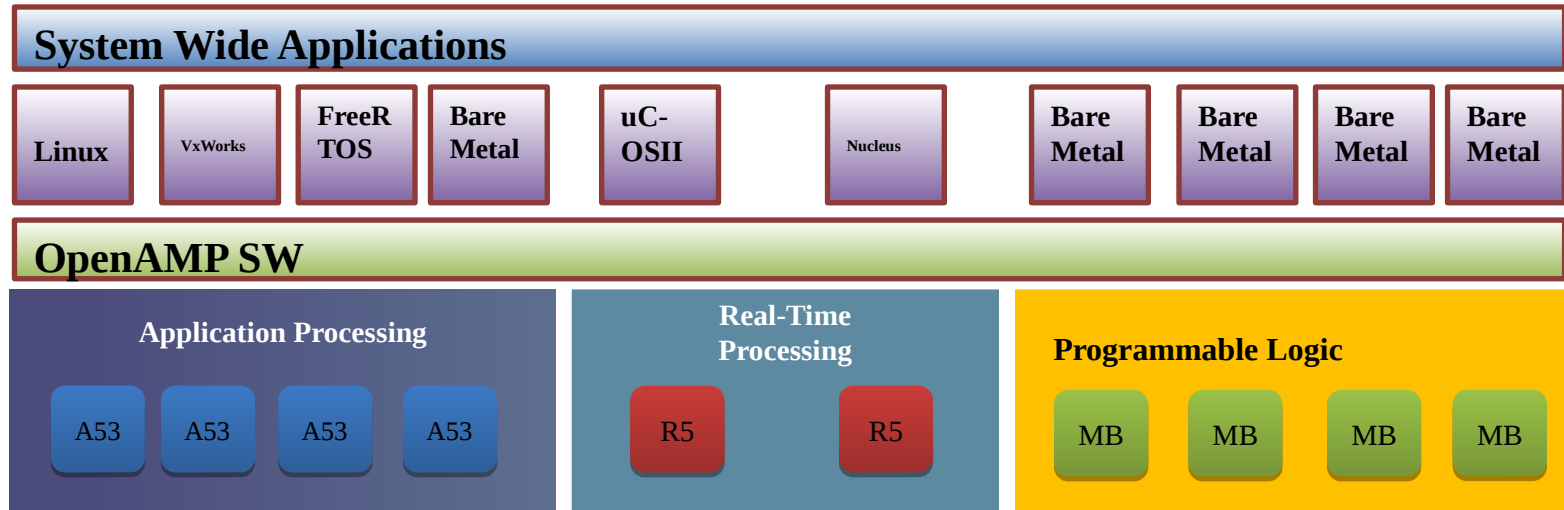 System Wide Applications
Linux
VxWorks
FreeR
TOS
Bare
Metal
uC-
OSII
Nucleus
Bare
Metal
Bare
Metal
Bare
Metal
Bare
Metal
OpenAMP SW
Application Processing
A53
A53
A53
A53
Real-Time
Processing
R5
R5
Programmable Logic
MB
MB
MB
MB